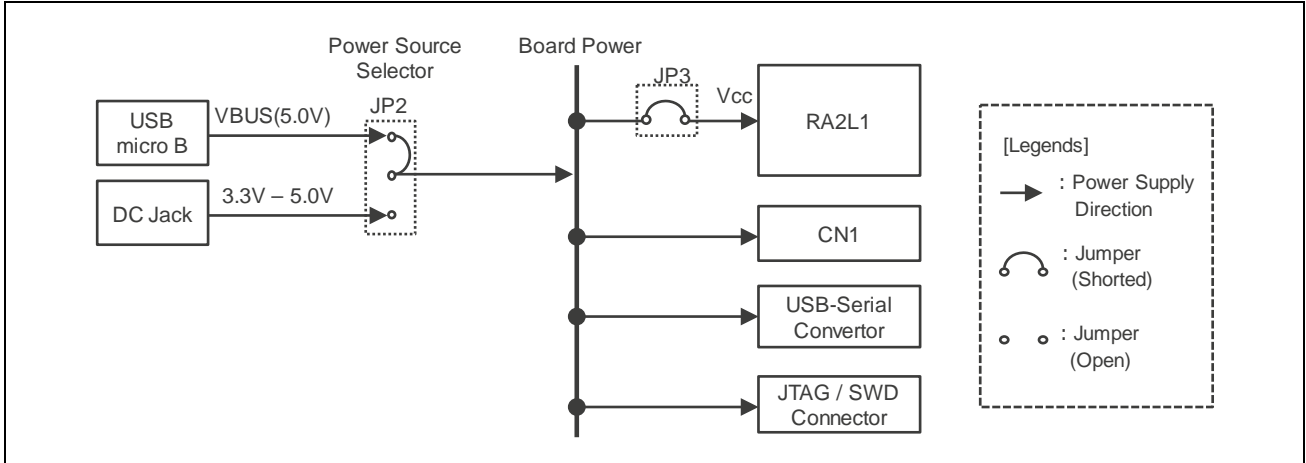 Power Source
Selector
Board Power
JP2
JP3
Vcc
USB
micro B
VBUS(5.0V)
DC Jack
3.3V – 5.0V
RA2L1
CN1
USB-Serial
Convertor
JTAG / SWD
Connector
[Legends]
: Power Supply
Direction
: Jumper
(Shorted)
: Jumper
(Open)